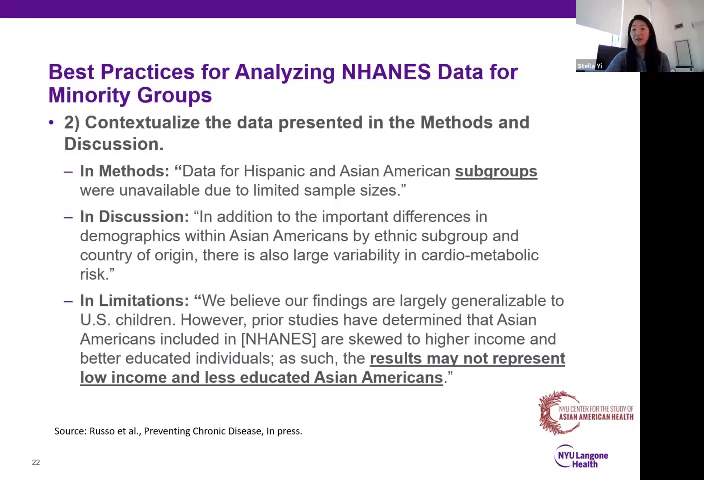 Stella Yi
Best Practices for Analyzing NHANES Data for
Minority Groups
• 2) Contextualize the data presented in the Methods and
Discussion.
– In Methods: “Data for Hispanic and Asian American subgroups
were unavailable due to limited sample sizes.”
– In Discussion: “In addition to the important differences in
demographics within Asian Americans by ethnic subgroup and
country of origin, there is also large variability in cardio-metabolic
risk.”
– In Limitations: “We believe our findings are largely generalizable to
U.S. children. However, prior studies have determined that Asian
Americans included in [NHANES] are skewed to higher income and
better educated individuals; as such, the results may not represent
low income and less educated Asian Americans.”
NYU CENTER FOR THE STUDY OF
ASIAN AMERICAN HEALTH
Source: Russo et al., Preventing Chronic Disease, In press.
NYU Langone
Health
22